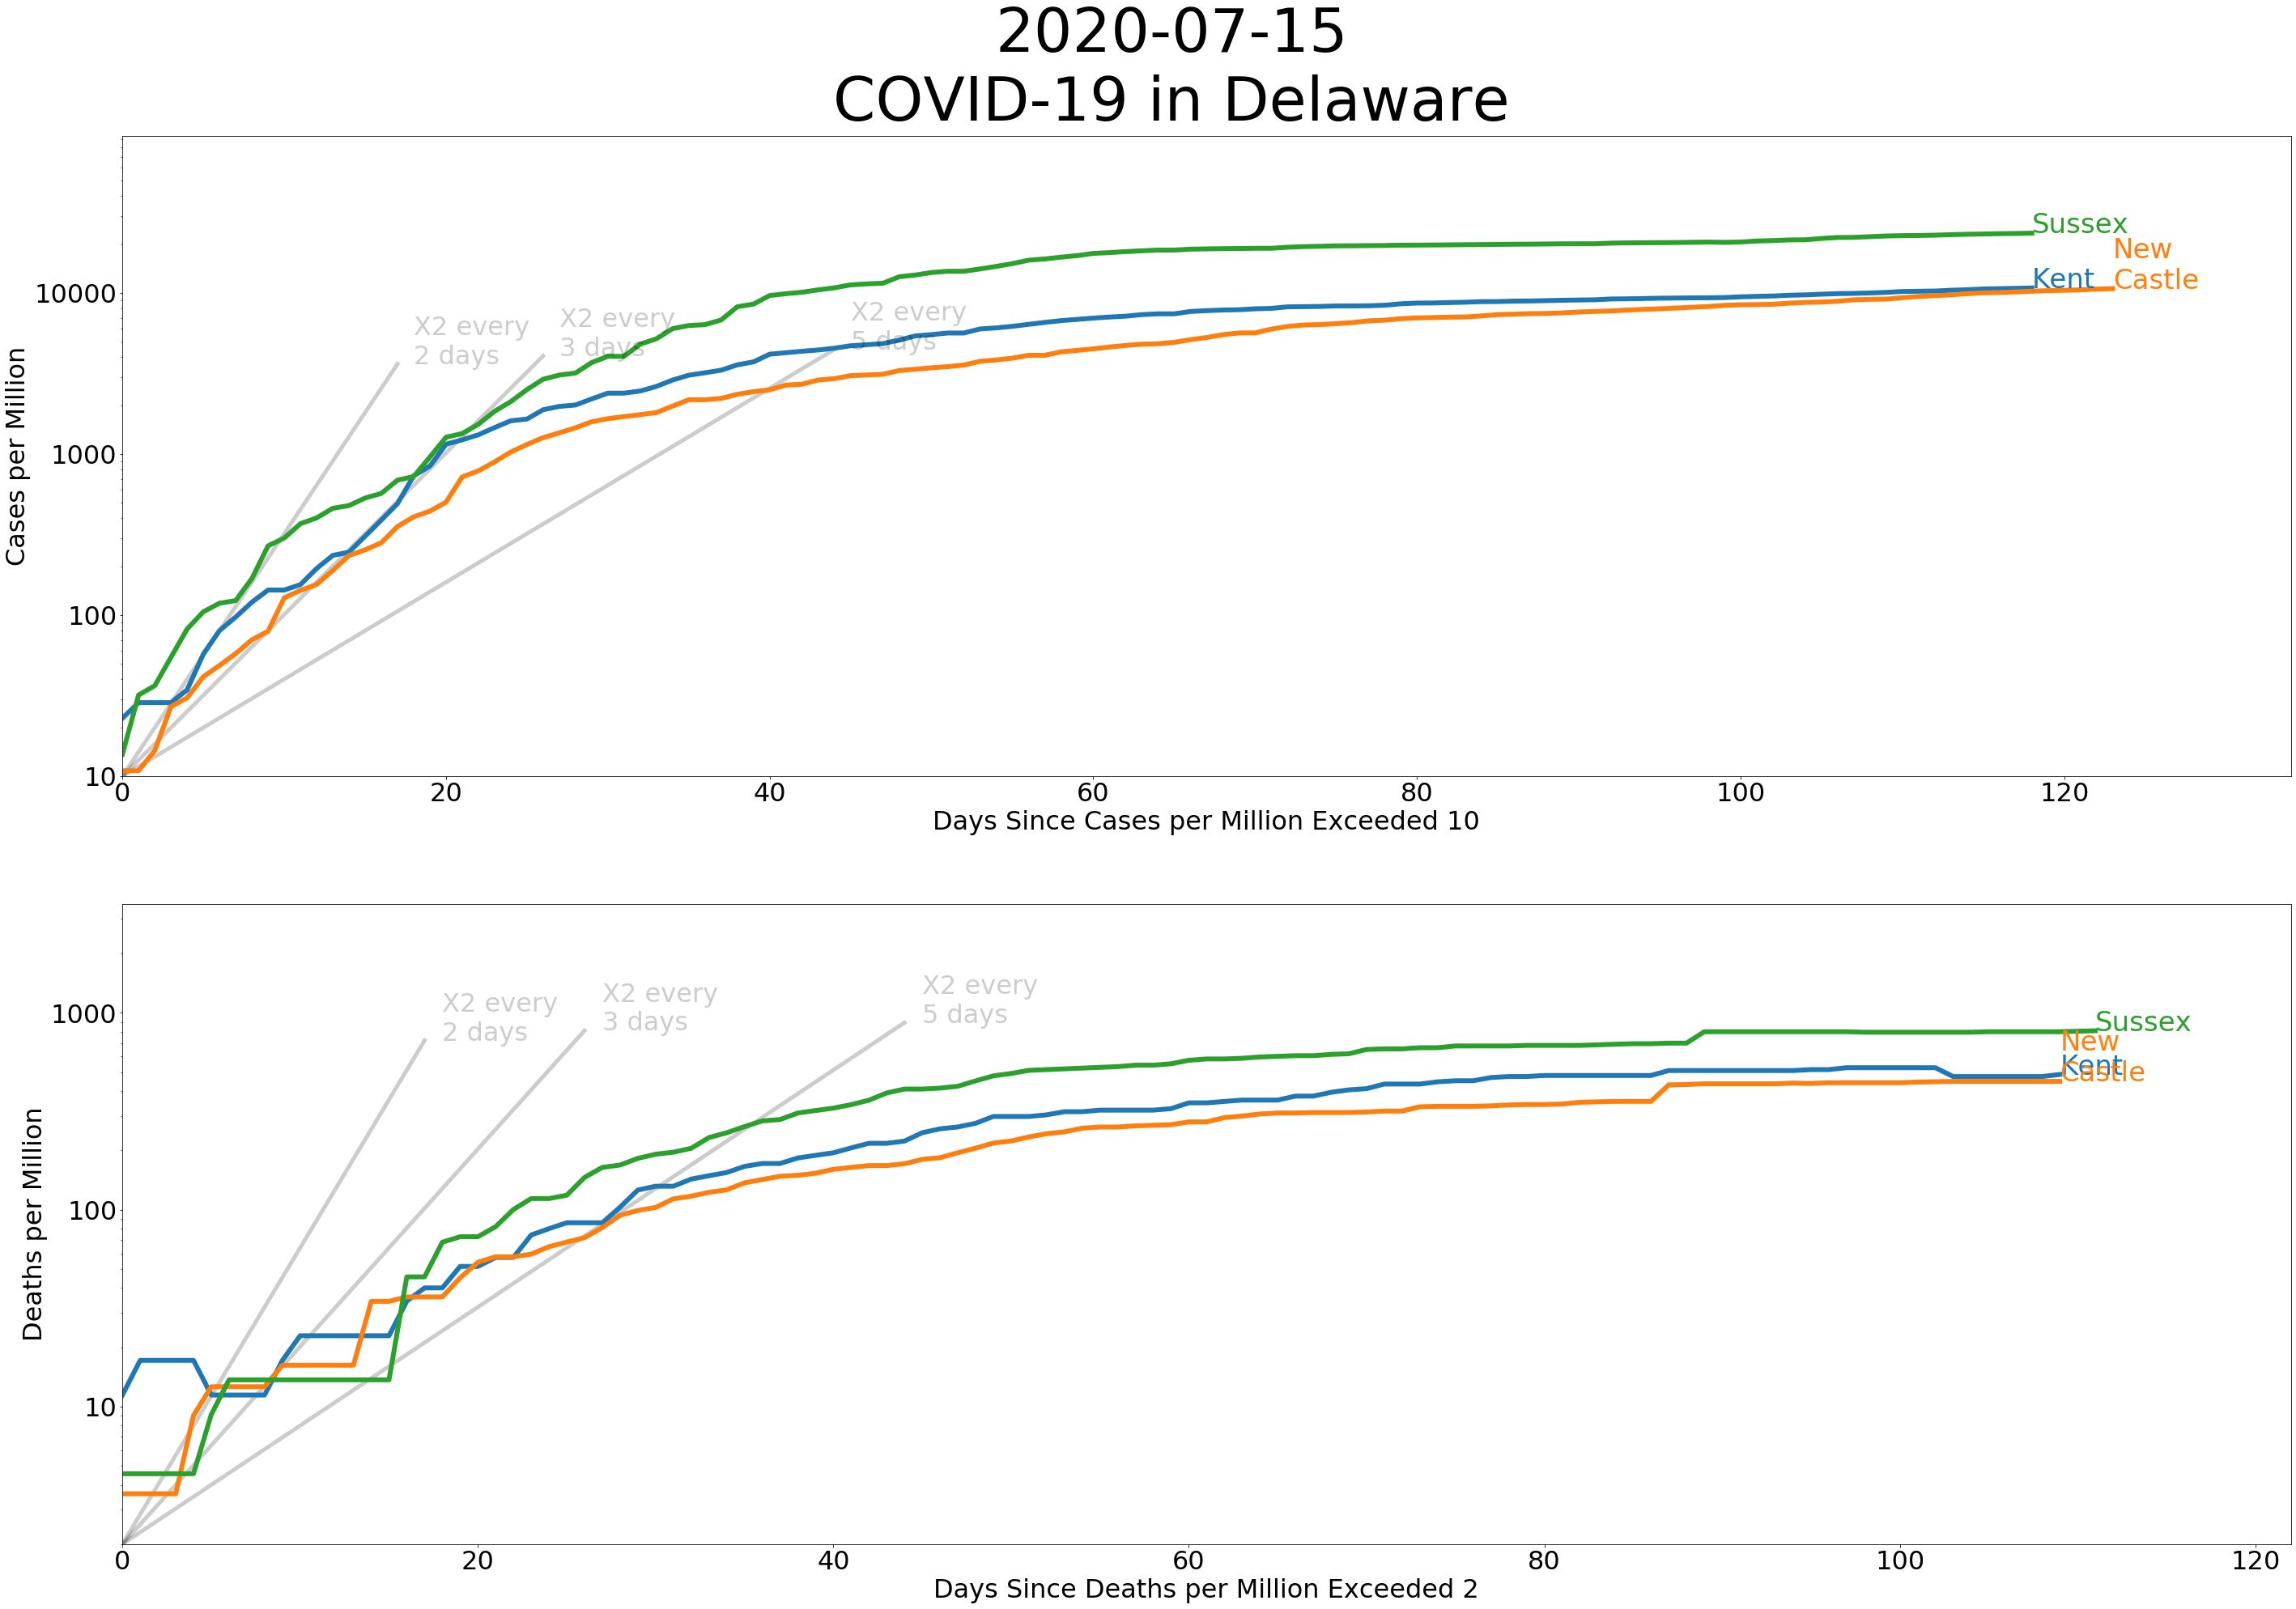 2020-07-15
COVID-19 in Delaware
Sussex
New
Castle
Kent
10000
X2 every
2 days
X2 every
3 days
X2 every
5 days
1000
100
10
Cases per Million
0
20
40
60
80
100
120
Days Since Cases per Million Exceeded 10
X2 every
2 days
X2 every
3 days
X2 every
5 days
1000
Sussex
New
Castle
Kent
100
10
Deaths per Million
0
20
40
60
80
100
120
Days Since Deaths per Million Exceeded 2